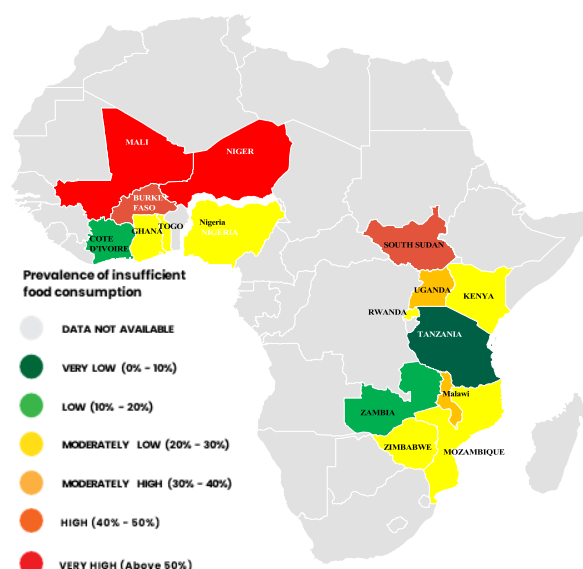 MALI
NIGER
BURKINA
FASO
GHANA
TOGO
Nigeria
NIGERIA
COTE
D'IVOIRE
SOUTH SUDAN
UGANDA
KENYA
RWANDA
TANZANIA
Malawi
ZAMBIA
ZIMBABWE
MOZAMBIQUE
Prevalence of insufficient
food consumption
DATA NOT AVAILABLE
VERY LOW (0% - 10%)
LOW (10% - 20%)
MODERATELY LOW (20% - 30%)
MODERATELY HIGH (30% - 40%)
HIGH (40% - 50%)
VERY HIGH (Above 50%)